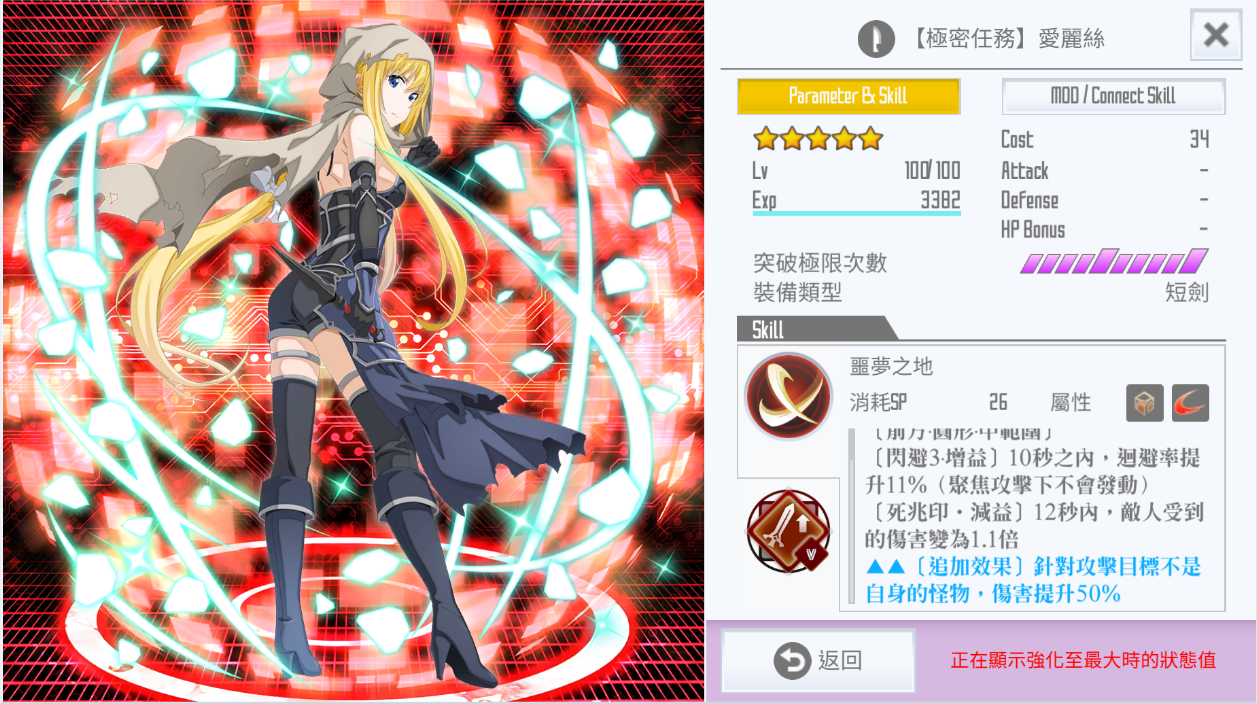 【極密任務】愛麗絲
Parameter & Skill
MOD / Connect Skill
Lv 100/100
Exp 3382
Cost 34
Attack -
Defense -
HP Bonus -
突破極限次數
裝備類型 短劍
Skill
噩夢之地
消耗SP 26 屬性
〔前方·圓形·中範圍〕
〔閃避3·增益〕10秒之內，迴避率提
升11%（聚焦攻擊下不會發動）
〔死兆印・減益〕12秒內，敵人受到
的傷害變為1.1倍
▲▲〔追加效果〕針對攻擊目標不是
自身的怪物，傷害提升50%
V
返回
正在顯示強化至最大時的狀態值